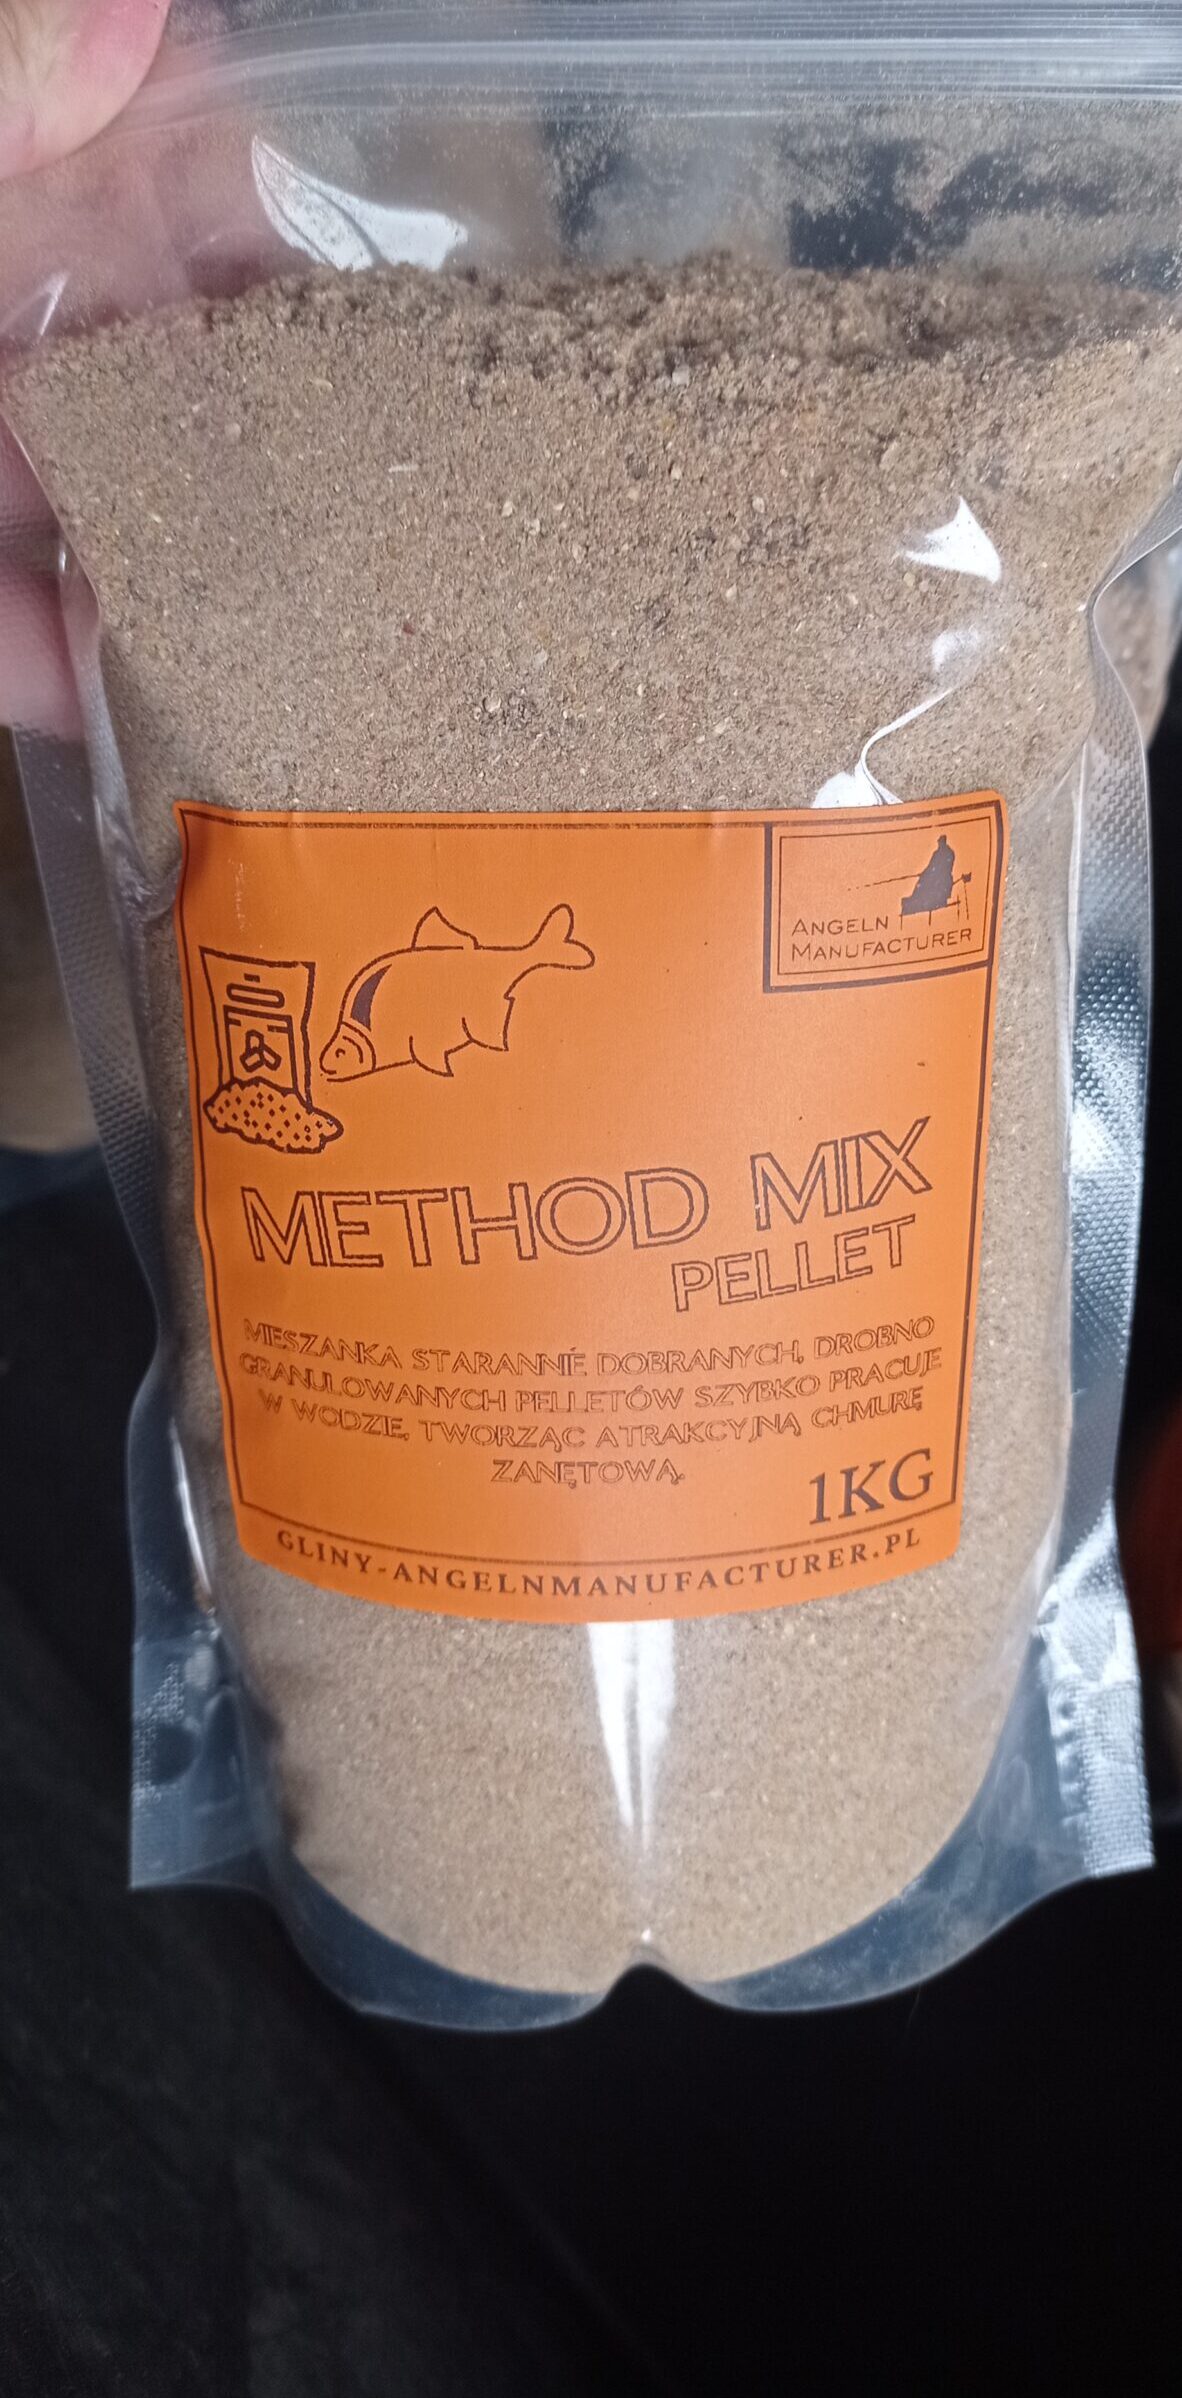 ANGELN
MANUFACTURER
METHOD MIX
PELLET
MIESZANKA STARANNIE DOBRANYCH, DROBNO
GRANULOWANYCH PELLETÓW SZYBKO PRACUJE
W WODZIE, TWORZĄC ATRAKCYJNĄ CHMURĘ
ZANĘTOWĄ.
1KG
GLINY-ANGELNMANUFACTURER.PL